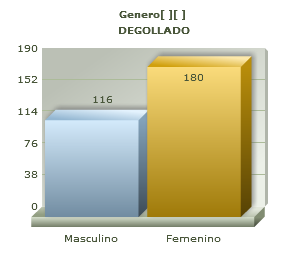 Genero[ ][ ]
DEGOLLADO
190
152
114
76
38
0
116
180
Masculino
Femenino